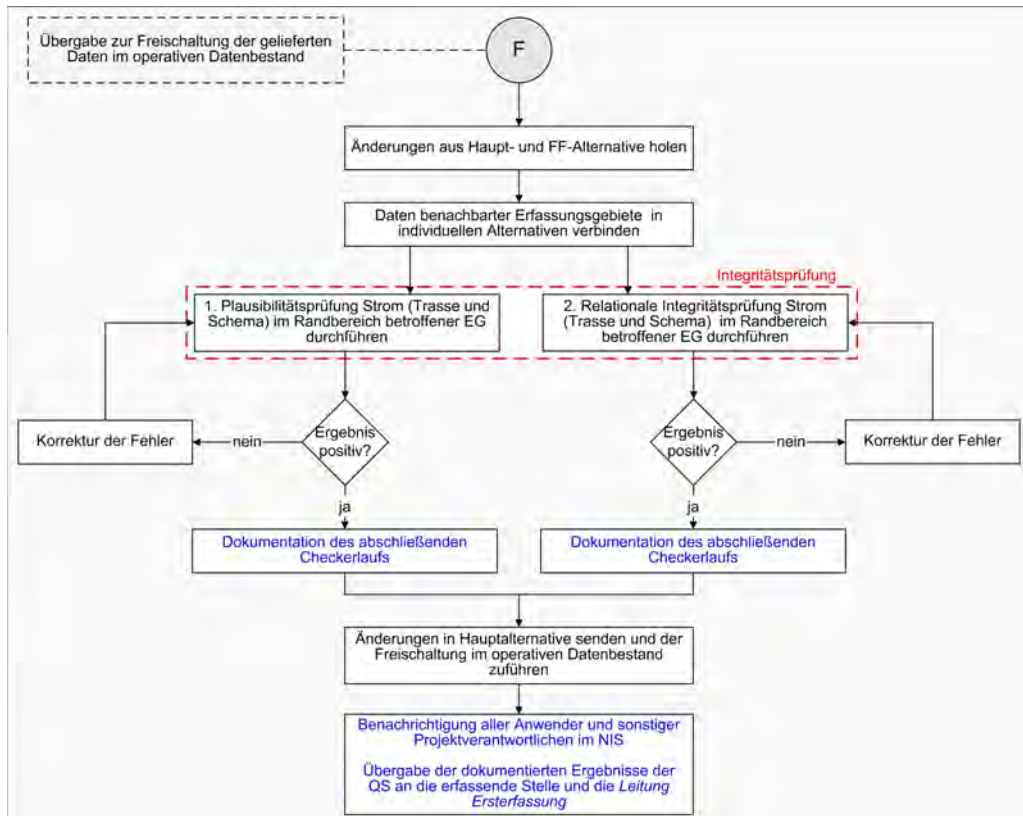 Übergabe zur Freischaltung der gelieferten
Daten im operativen Datenbestand
F
Änderungen aus Haupt- und FF-Alternative holen
Daten benachbarter Erfassungsgebiete in
individuellen Alternativen verbinden
Integritätsprüfung
1. Plausibilitätsprüfung Strom (Trasse und
Schema) im Randbereich betroffener EG
durchführen
2. Relationale Integritätsprüfung Strom
(Trasse und Schema) im Randbereich
betroffener EG durchführen
Korrektur der Fehler
nein
Ergebnis
positiv?
Ergebnis
positiv?
nein
Korrektur der Fehler
ja
ja
Dokumentation des abschließenden
Checkerlaufs
Dokumentation des abschließenden
Checkerlaufs
Änderungen in Hauptalternative senden und der
Freischaltung im operativen Datenbestand
zuführen
Benachrichtigung aller Anwender und sonstiger
Projektverantwortlichen im NIS
Übergabe der dokumentierten Ergebnisse der
QS an die erfassende Stelle und die Leitung
Ersterfassung